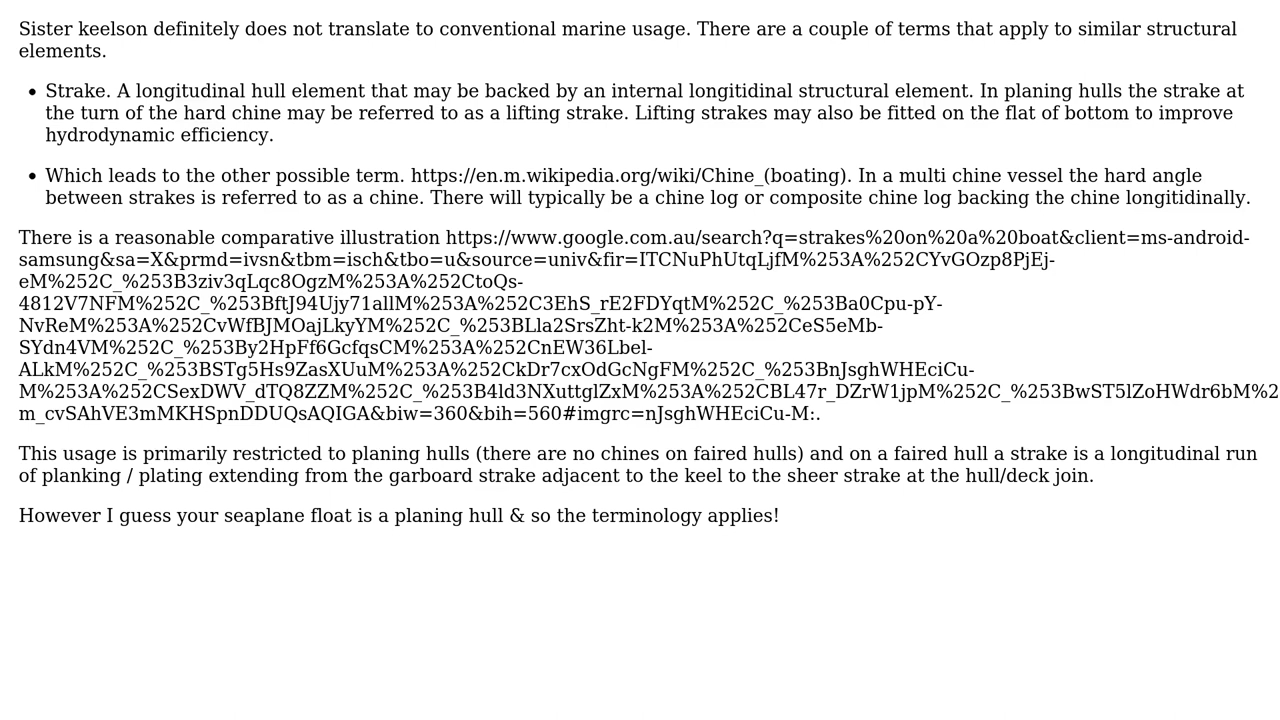 Sister keelson definitely does not translate to conventional marine usage. There are a couple of terms that apply to similar structural
elements.
• Strake. A longitudinal hull element that may be backed by an internal longitidinal structural element. In planing hulls the strake at
the turn of the hard chine may be referred to as a lifting strake. Lifting strakes may also be fitted on the flat of bottom to improve
hydrodynamic efficiency.
• Which leads to the other possible term. https://en.m.wikipedia.org/wiki/Chine_(boating). In a multi chine vessel the hard angle
between strakes is referred to as a chine. There will typically be a chine log or composite chine log backing the chine longitidinally.
There is a reasonable comparative illustration https://www.google.com.au/search?q=strakes%20on%20a%20boat&client=ms-android-
samsung&sa=X&prmd=ivsn&tbm=isch&tbo=u&source=univ&fir=ITCNuPhUtqLjfM%253A%252CYvGOzp8PjEj-
eM%252C_%253B3ziv3qLqc8OgzM%253A%252CtoQs-
4812V7NFM%252C_%253BftJ94Ujy71allM%253A%252C3EhS_rE2FDYqtM%252C_%253Ba0Cpu-pY-
NvReM%253A%252CvWfBJMOajLkyYM%252C_%253BLla2SrsZht-k2M%253A%252CeS5eMb-
SYdn4VM%252C_%253By2HpFf6GcfqsCM%253A%252CnEW36Lbel-
ALkM%252C_%253BSTg5Hs9ZasXUuM%253A%252CkDr7cxOdGcNgFM%252C_%253BnJsghWHEciCu-
M%253A%252CSexDWV_dTQ8ZZM%252C_%253B4ld3NXuttglZxM%253A%252CBL47r_DZrW1jpM%252C_%253BwST5lZoHWdr6bM%2
m_cvSAhVE3mMKHSpnDDUQsAQIGA&biw=360&bih=560#imgrc=nJsghWHEciCu-M:.
This usage is primarily restricted to planing hulls (there are no chines on faired hulls) and on a faired hull a strake is a longitudinal run
of planking / plating extending from the garboard strake adjacent to the keel to the sheer strake at the hull/deck join.
However I guess your seaplane float is a planing hull & so the terminology applies!